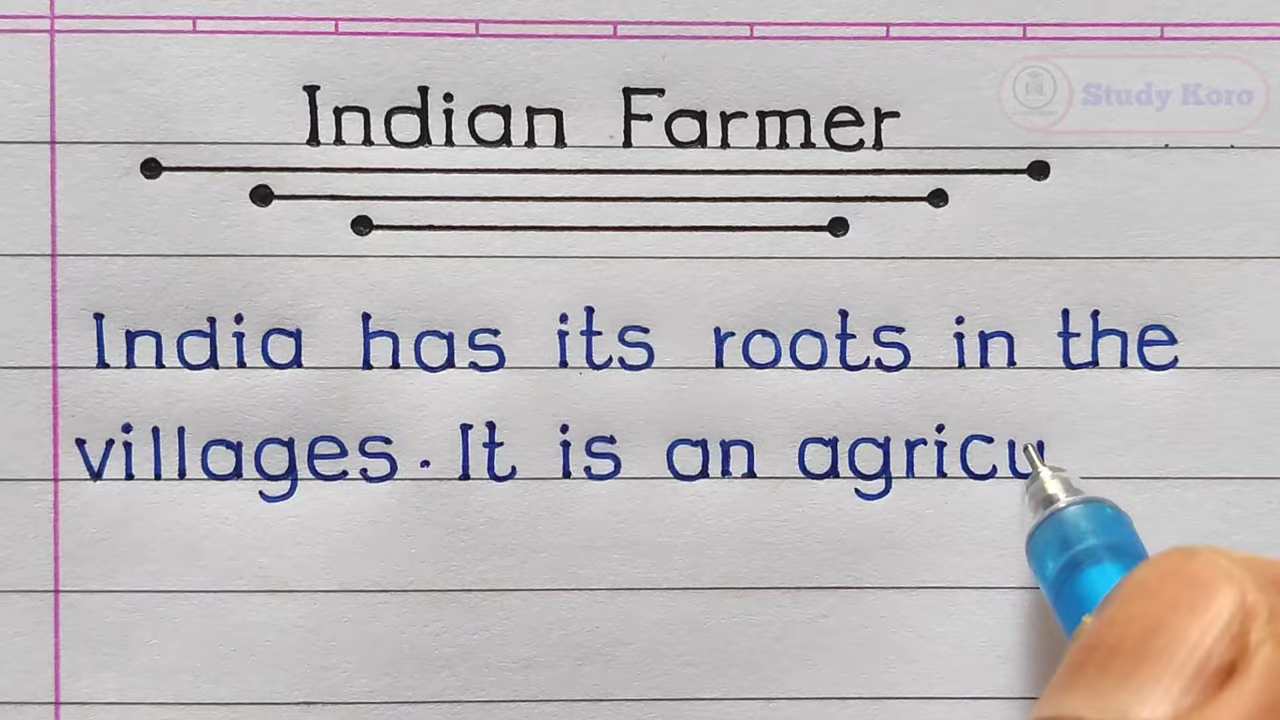 Study Koro
Indian Farmer
India has its roots in the
villages. It is an agricu